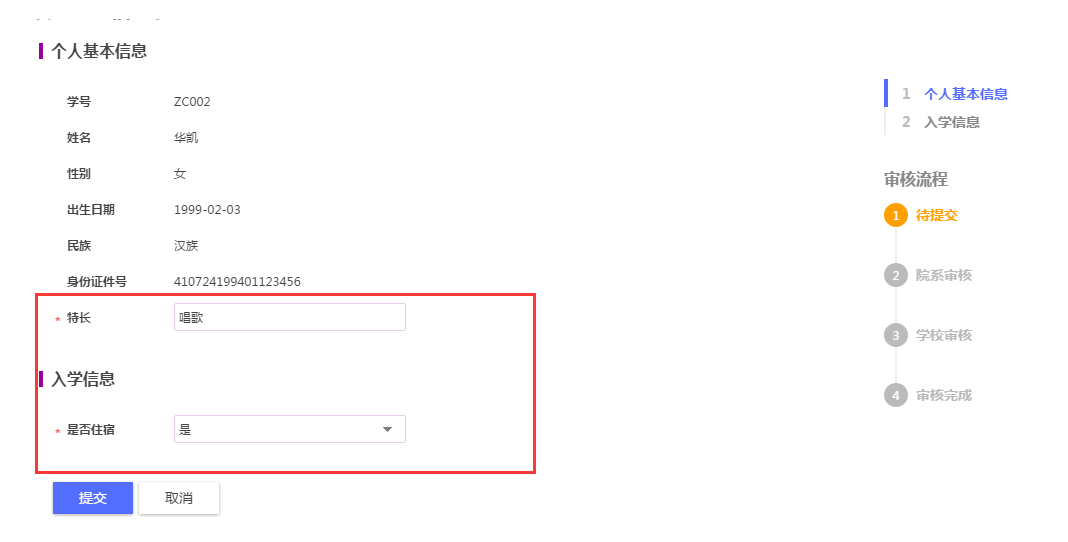 个人基本信息
学号 ZC002
姓名 华凯
性别 女
出生日期 1999-02-03
民族 汉族
身份证件号 410724199401123456
* 特长 唱歌
入学信息
* 是否住宿 是
提交 取消
1 个人基本信息
2 入学信息
审核流程
1 待提交
2 院系审核
3 学校审核
4 审核完成